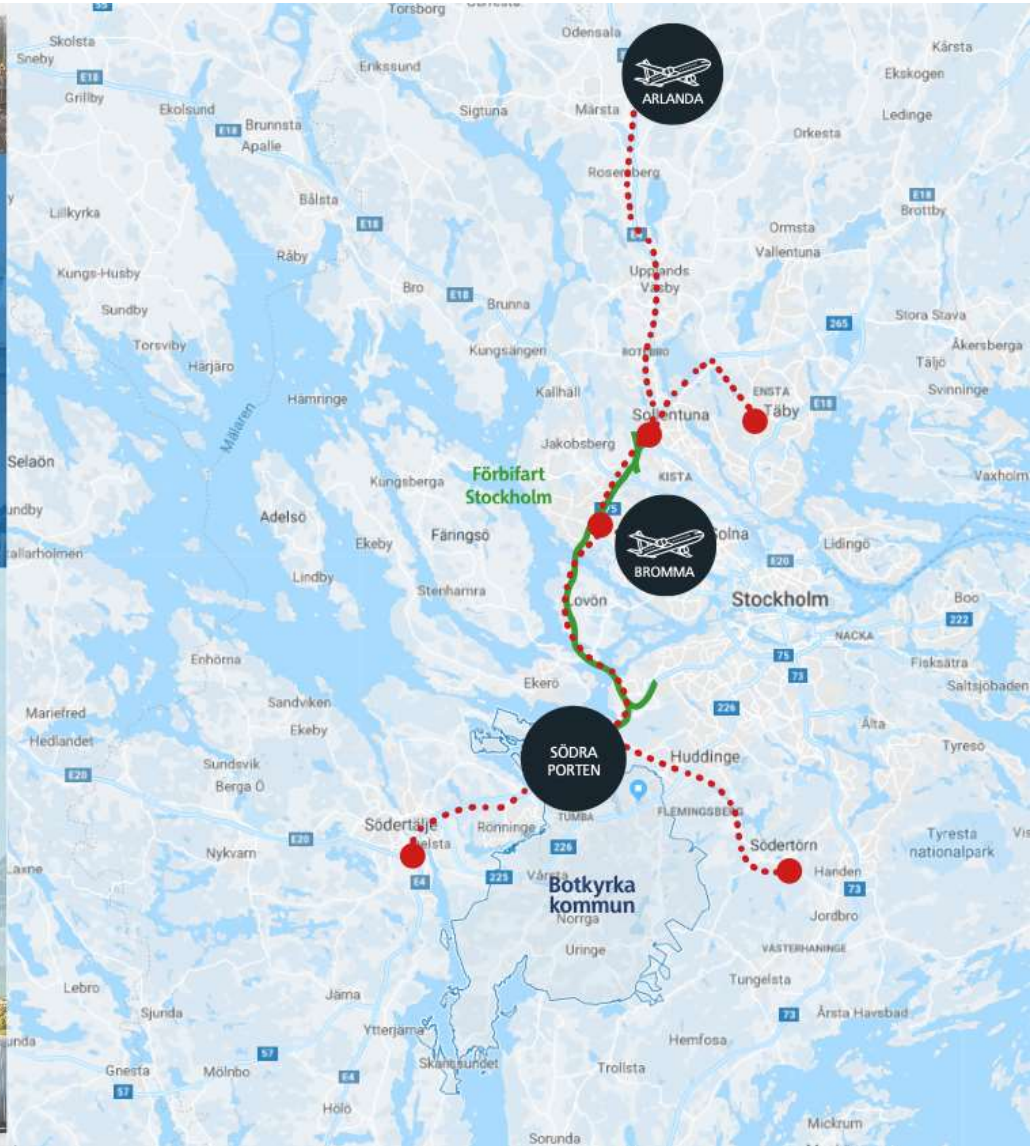 55
Torsborg
Odensala
Skolsta
Sneby
Erikssund
Kårsta
Ekskogen
E18
Grillby
Ekolsund
Sigtuna
Märsta
ARLANDA
Ledinge
Brunnsta
E18
Apalle
Orkesta
Rosersberg
Bålsta
E18
Brottby
Lillkyrka
E18
Ormsta
Råby
Vallentuna
Kungs-Husby
Upplands
Väsby
Bro
E18
Sundby
Brunna
Stora Stava
265
Torsviby
Kungsängen
Åkersberga
Härjarö
Täljö
Kallhäll
ENSTA
Svinninge
Hämringe
E18
Mälaren
Sollentuna
Täby
Jakobsberg
Selaön
Förbifart
Stockholm
Kungsberga
KISTA
Vaxholm
Adelsö
Färingsö
Ekeby
BROMMA
Lidingö
E20
Lindby
Stenhamra
Lovön
Stockholm
Boo
222
NACKA
Enhörna
75
Fisksätra
73
Ekerö
Saltsjöbaden
Sandviken
226
Mariefred
Ekeby
Älta
Hedlandet
SÖDRA
PORTEN
Huddinge
Tyresö
E20
Sundsvik
Berga Ö
TUMBA
FLEMINGSBERG
Södertälje
Rönninge
Tyresta
nationalpark
E20
226
Södertörn
Nykvarn
Handen
E4
225
Vårsta
73
Botkyrka
kommun
Norrga
Jordbro
Uringe
VÄSTERHANINGE
Tungelsta
Lebro
Järna
Sjunda
73
Årsta Havsbad
Ytterjärna
Hemfosa
57
Skanssundet
Gnesta
Mölnbo
Trollsta
57
E4
Hölö
Mickrum
Sorunda